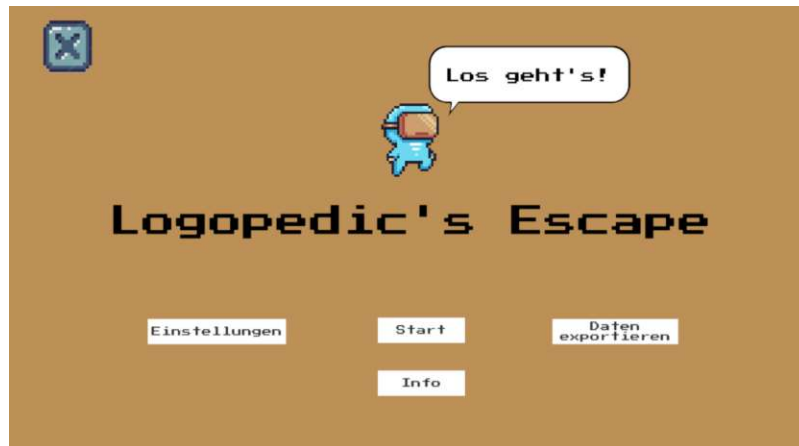 Los geht's!
Logopedic's Escape
Einstellungen
Start
Daten
exportieren
Info